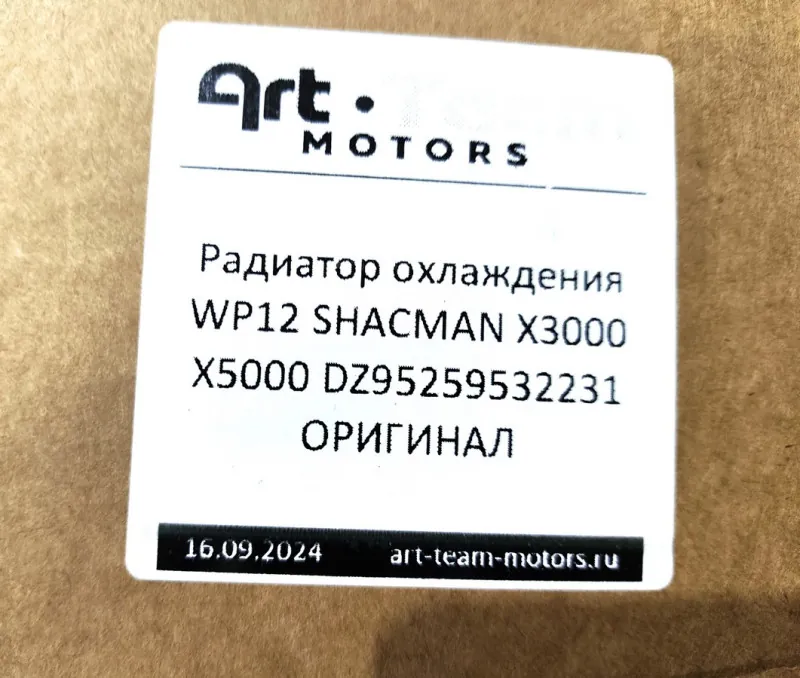 art.
MOTORS
Радиатор охлаждения
WP12 SHACMAN X3000
X5000 DZ95259532231
ОРИГИНАЛ
16.09.2024 art-team-motors.ru